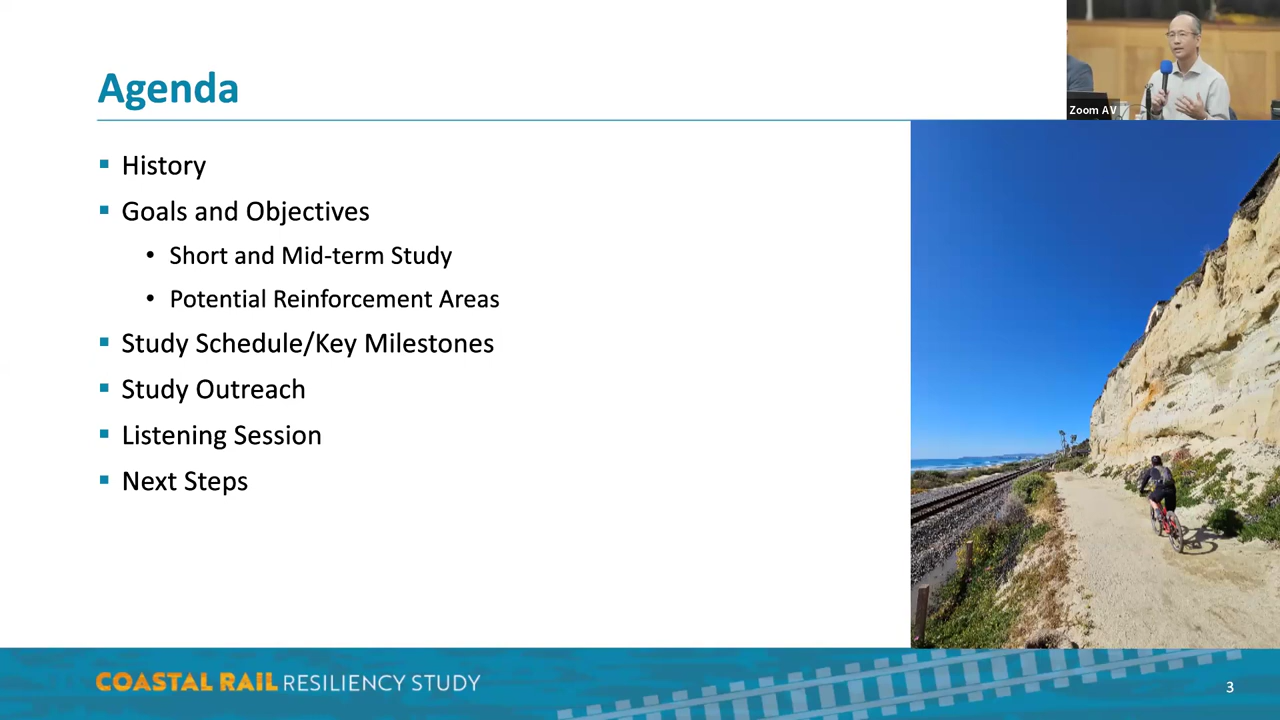 Zoom AV
Agenda
History
Goals and Objectives
Short and Mid-term Study
Potential Reinforcement Areas
Study Schedule/Key Milestones
Study Outreach
Listening Session
Next Steps
COASTAL RAIL RESILIENCY STUDY
3